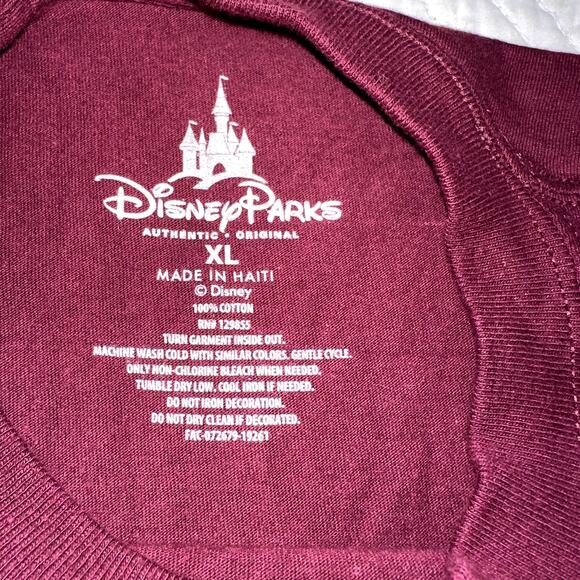 Disney Parks
AUTHENTIC • ORIGINAL
XL
MADE IN HAITI
© Disney
100% COTTON
RN# 129855
TURN GARMENT INSIDE OUT.
MACHINE WASH COLD WITH SIMILAR COLORS. GENTLE CYCLE.
ONLY NON-CHLORINE BLEACH WHEN NEEDED.
TUMBLE DRY LOW. COOL IRON IF NEEDED.
DO NOT IRON DECORATION.
DO NOT DRY CLEAN IF DECORATED.
FAC-072679-19261